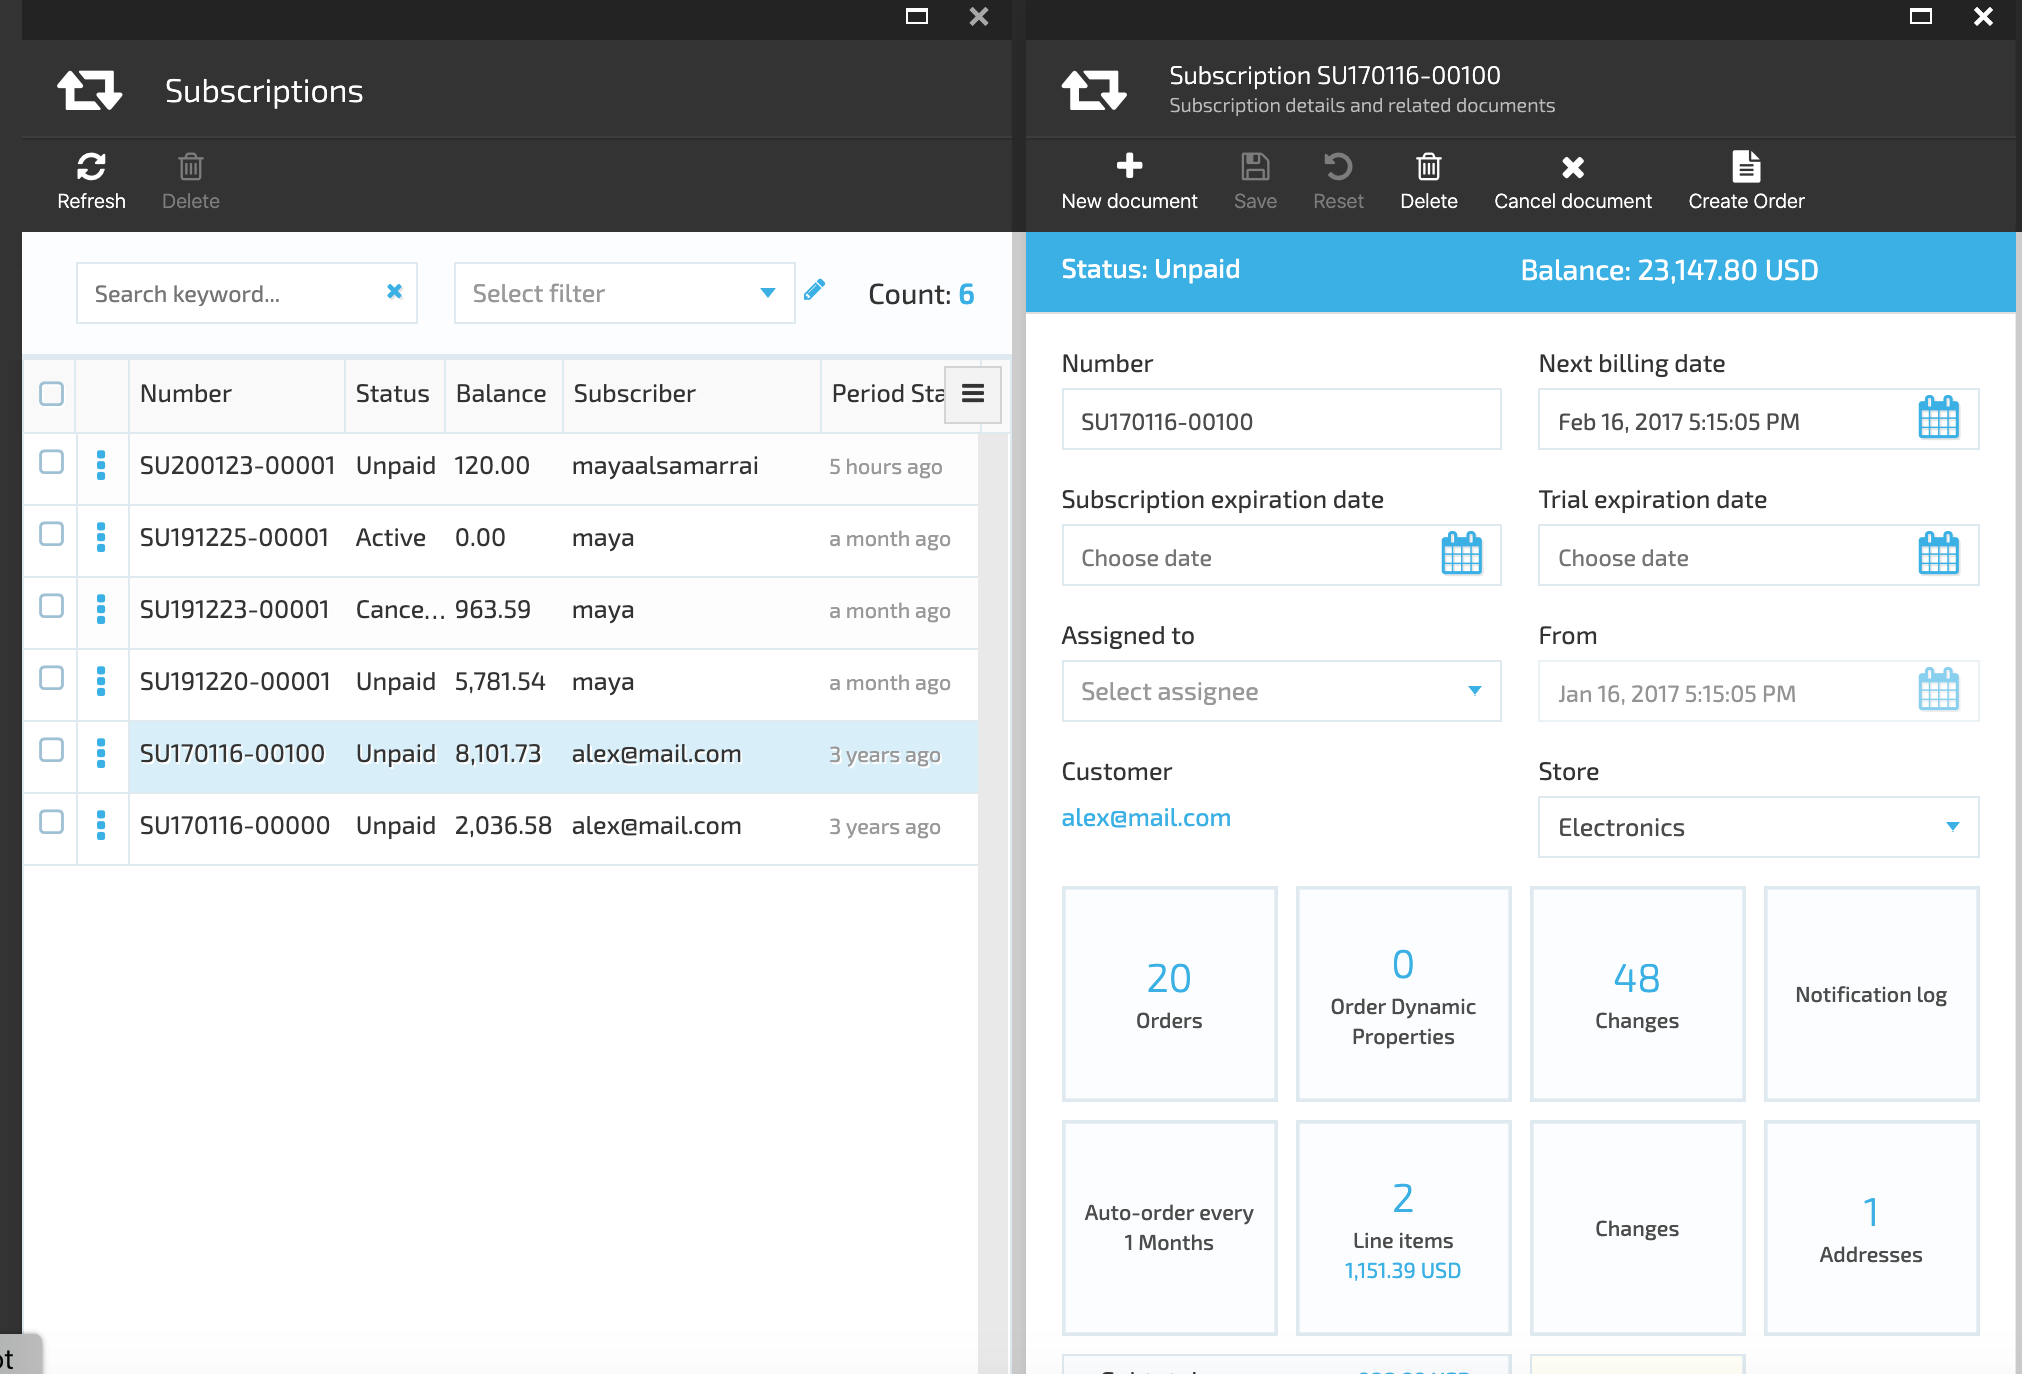 Subscriptions
Refresh
Delete
Search keyword...
Select filter
Count: 6
Number Status Balance Subscriber Period Sta
SU200123-00001 Unpaid 120.00 mayaalsamarrai 5 hours ago
SU191225-00001 Active 0.00 maya a month ago
SU191223-00001 Cance... 963.59 maya a month ago
SU191220-00001 Unpaid 5,781.54 maya a month ago
SU170116-00100 Unpaid 8,101.73 alex@mail.com 3 years ago
SU170116-00000 Unpaid 2,036.58 alex@mail.com 3 years ago
ot
Subscription SU170116-00100
Subscription details and related documents
New document
Save
Reset
Delete
Cancel document
Create Order
Status: Unpaid
Balance: 23,147.80 USD
Number
SU170116-00100
Next billing date
Feb 16, 2017 5:15:05 PM
Subscription expiration date
Choose date
Trial expiration date
Choose date
Assigned to
Select assignee
From
Jan 16, 2017 5:15:05 PM
Customer
alex@mail.com
Store
Electronics
20
Orders
0
Order Dynamic
Properties
48
Changes
Notification log
Auto-order every
1 Months
2
Line items
1,151.39 USD
Changes
1
Addresses